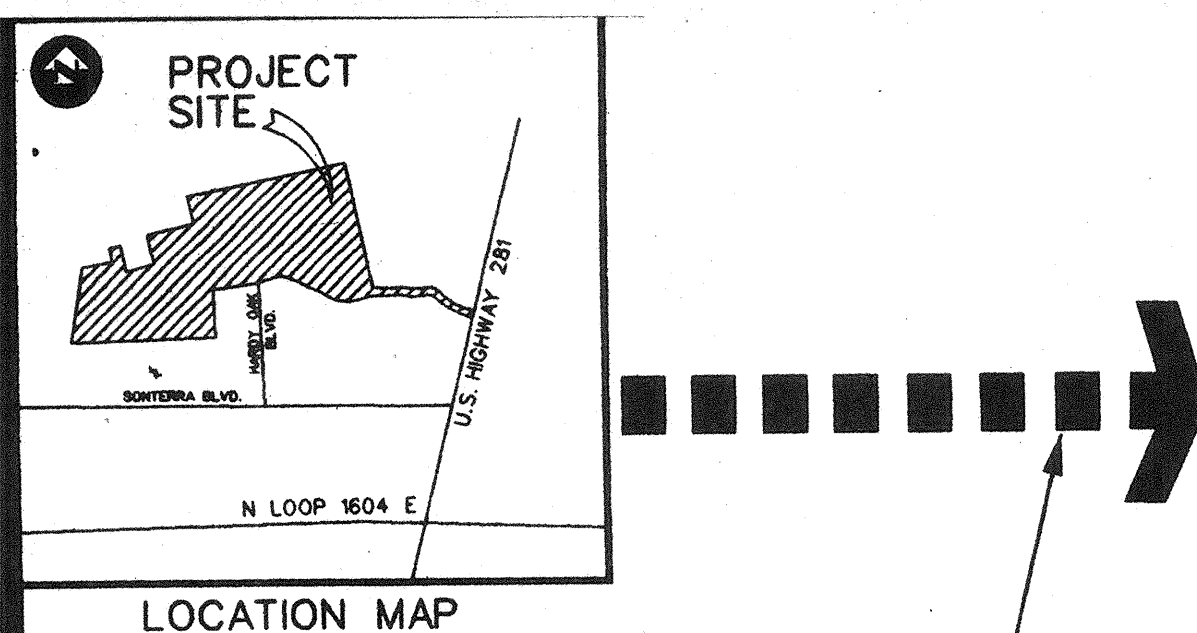 N
PROJECT
SITE
U.S. HIGHWAY 281
HARDY OAK
BLVD.
SONTERRA BLVD.
N LOOP 1604 E
LOCATION MAP